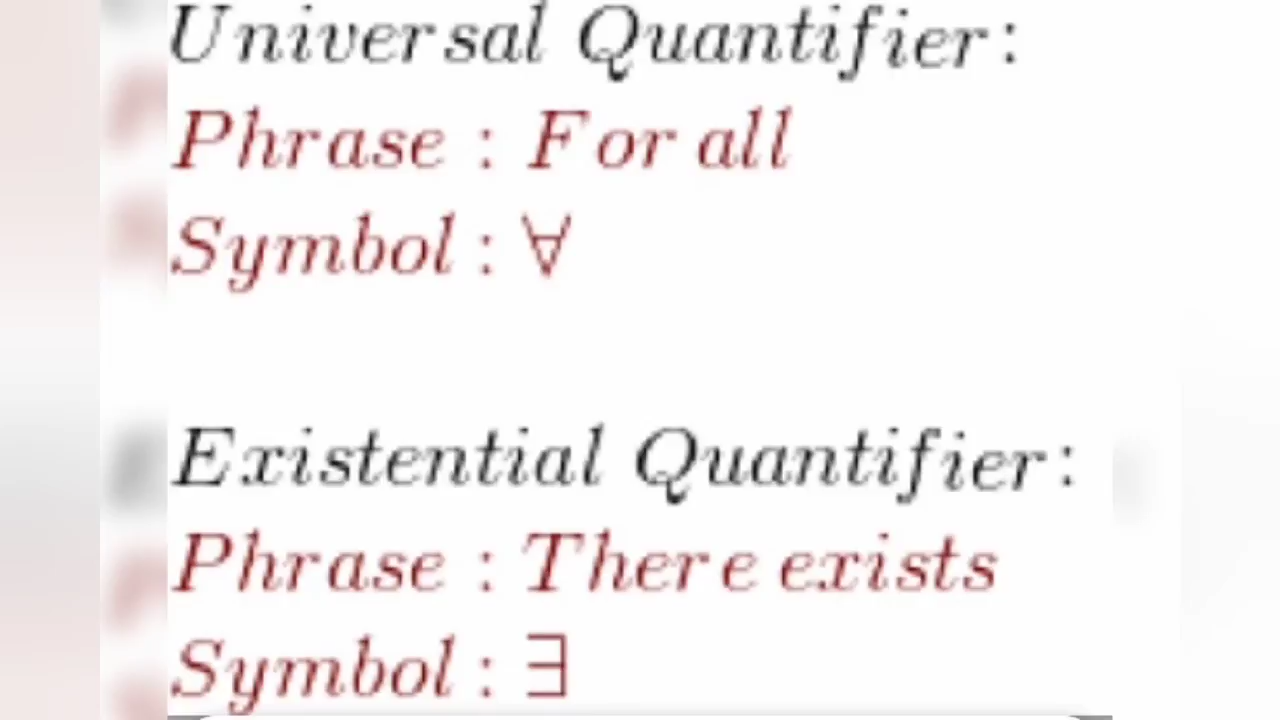 Universal Quantifier:
Phrase : For all
Symbol : ∀
Existential Quantifier:
Phrase : There exists
Symbol : ∃